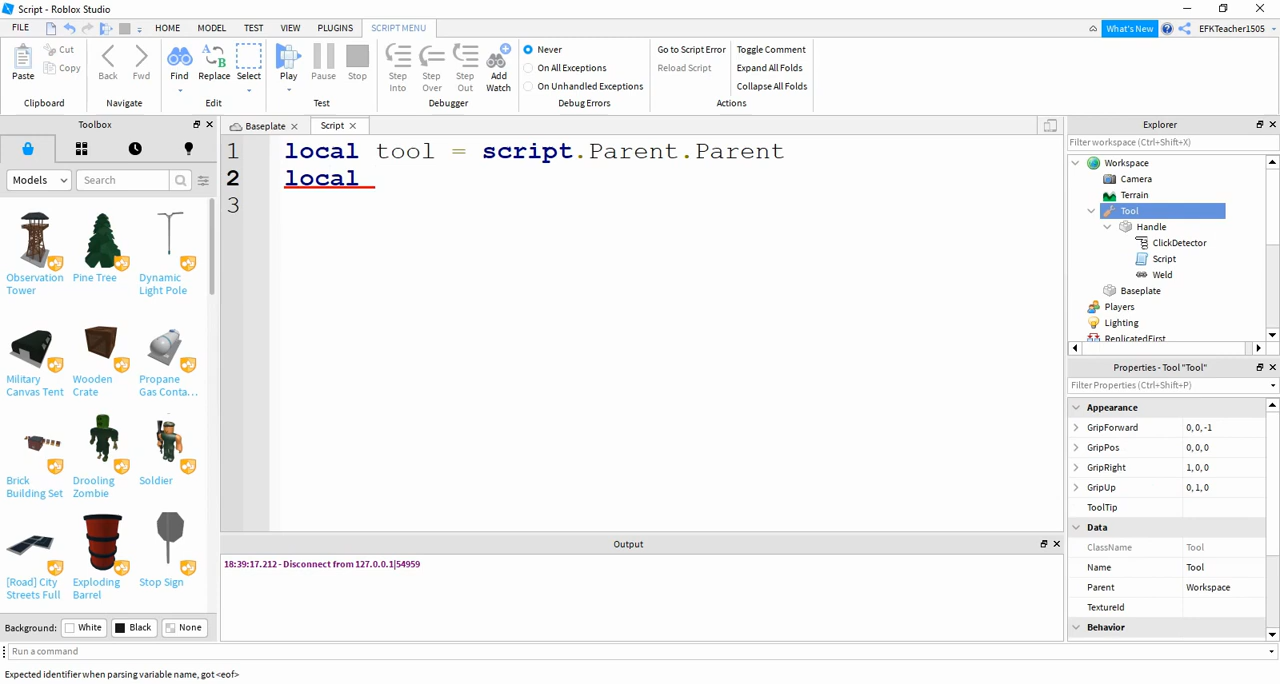 Script - Roblox Studio
FILE HOME MODEL TEST VIEW PLUGINS SCRIPT MENU What's New EFKTeacher1505
Paste Cut Copy Back Fwd Find Replace Select Play Pause Stop Step Into Step Over Step Out Add Watch Never On All Exceptions On Unhandled Exceptions Go to Script Error Reload Script Toggle Comment Expand All Folds Collapse All Folds
Clipboard Navigate Edit Test Debugger Debug Errors Actions
Toolbox
Models Search
Observation Tower
Pine Tree
Dynamic Light Pole
Military Canvas Tent
Wooden Crate
Propane Gas Conta...
Brick Building Set
Drooling Zombie
Soldier
[Road] City Streets Full
Exploding Barrel
Stop Sign
Background: White Black None
Baseplate Script
1 local tool = script.Parent.Parent
2 local
3
Output
18:39:17.212 - Disconnect from 127.0.0.1|54959
Explorer
Filter workspace (Ctrl+Shift+X)
Workspace
Camera
Terrain
Tool
Handle
ClickDetector
Script
Weld
Baseplate
Players
Lighting
ReplicatedFirst
Properties - Tool "Tool"
Filter Properties (Ctrl+Shift+P)
Appearance
GripForward 0, 0, -1
GripPos 0, 0, 0
GripRight 1, 0, 0
GripUp 0, 1, 0
ToolTip
Data
ClassName Tool
Name Tool
Parent Workspace
TextureId
Behavior
Run a command
Expected identifier when parsing variable name, got <eof>